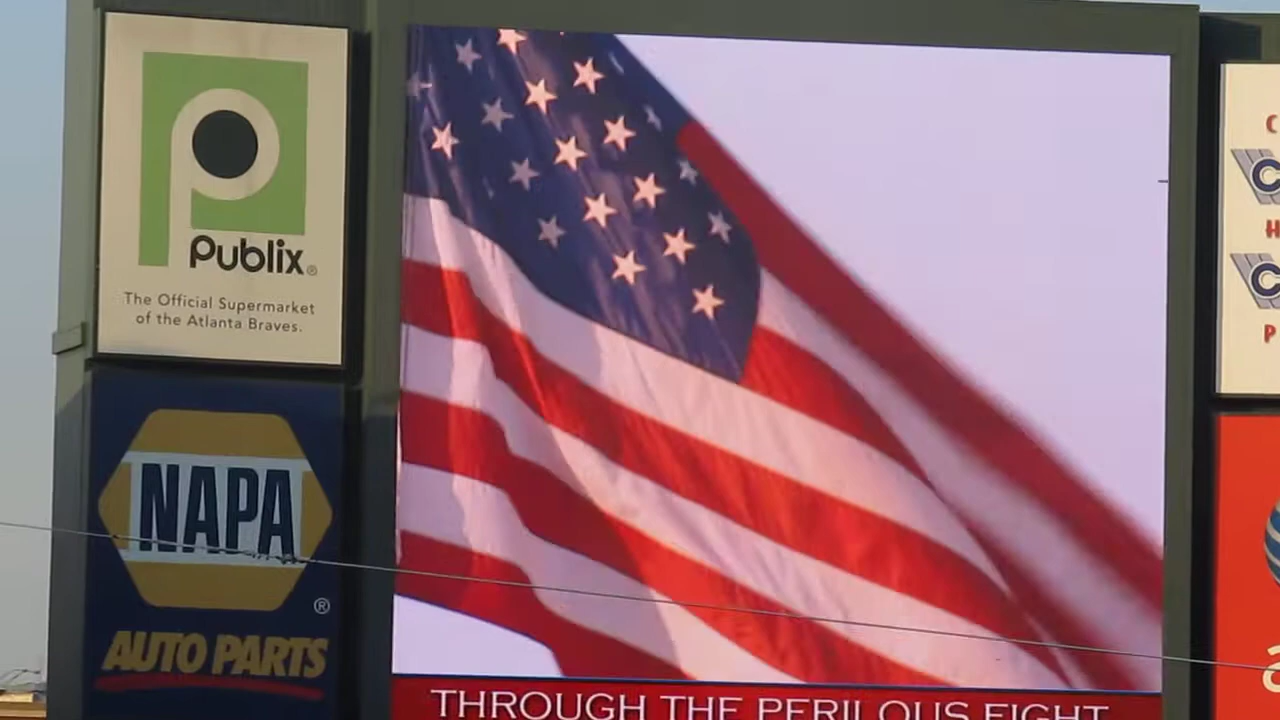 Publix®
The Official Supermarket
of the Atlanta Braves.
NAPA
®
AUTO PARTS
THROUGH THE PERILOUS FIGHT
C
C
H
C
P
a